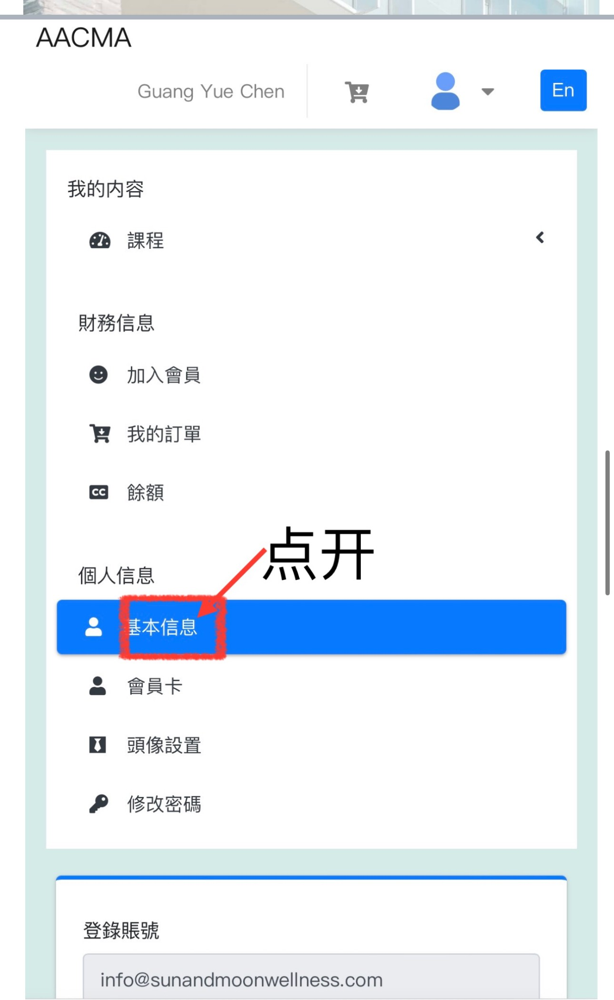 AACMA
Guang Yue Chen
En
我的内容
課程
財務信息
加入會員
我的訂單
CC 餘額
点开
個人信息
基本信息
會員卡
頭像設置
修改密碼
登錄賬號
info@sunandmoonwellness.com